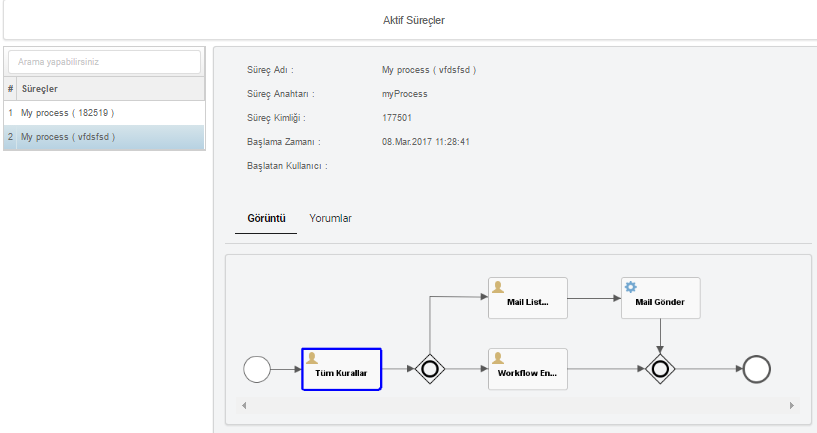 Aktif Süreçler
Arama yapabilirsiniz
# Süreçler
1 My process ( 182519 )
2 My process ( vfdsfsd )
Süreç Adı : My process ( vfdsfsd )
Süreç Anahtarı : myProcess
Süreç Kimliği : 177501
Başlama Zamanı : 08.Mar.2017 11:28:41
Başlatan Kullanıcı :
Görüntü Yorumlar
Mail List...
Mail Gönder
Tüm Kurallar
Workflow En...